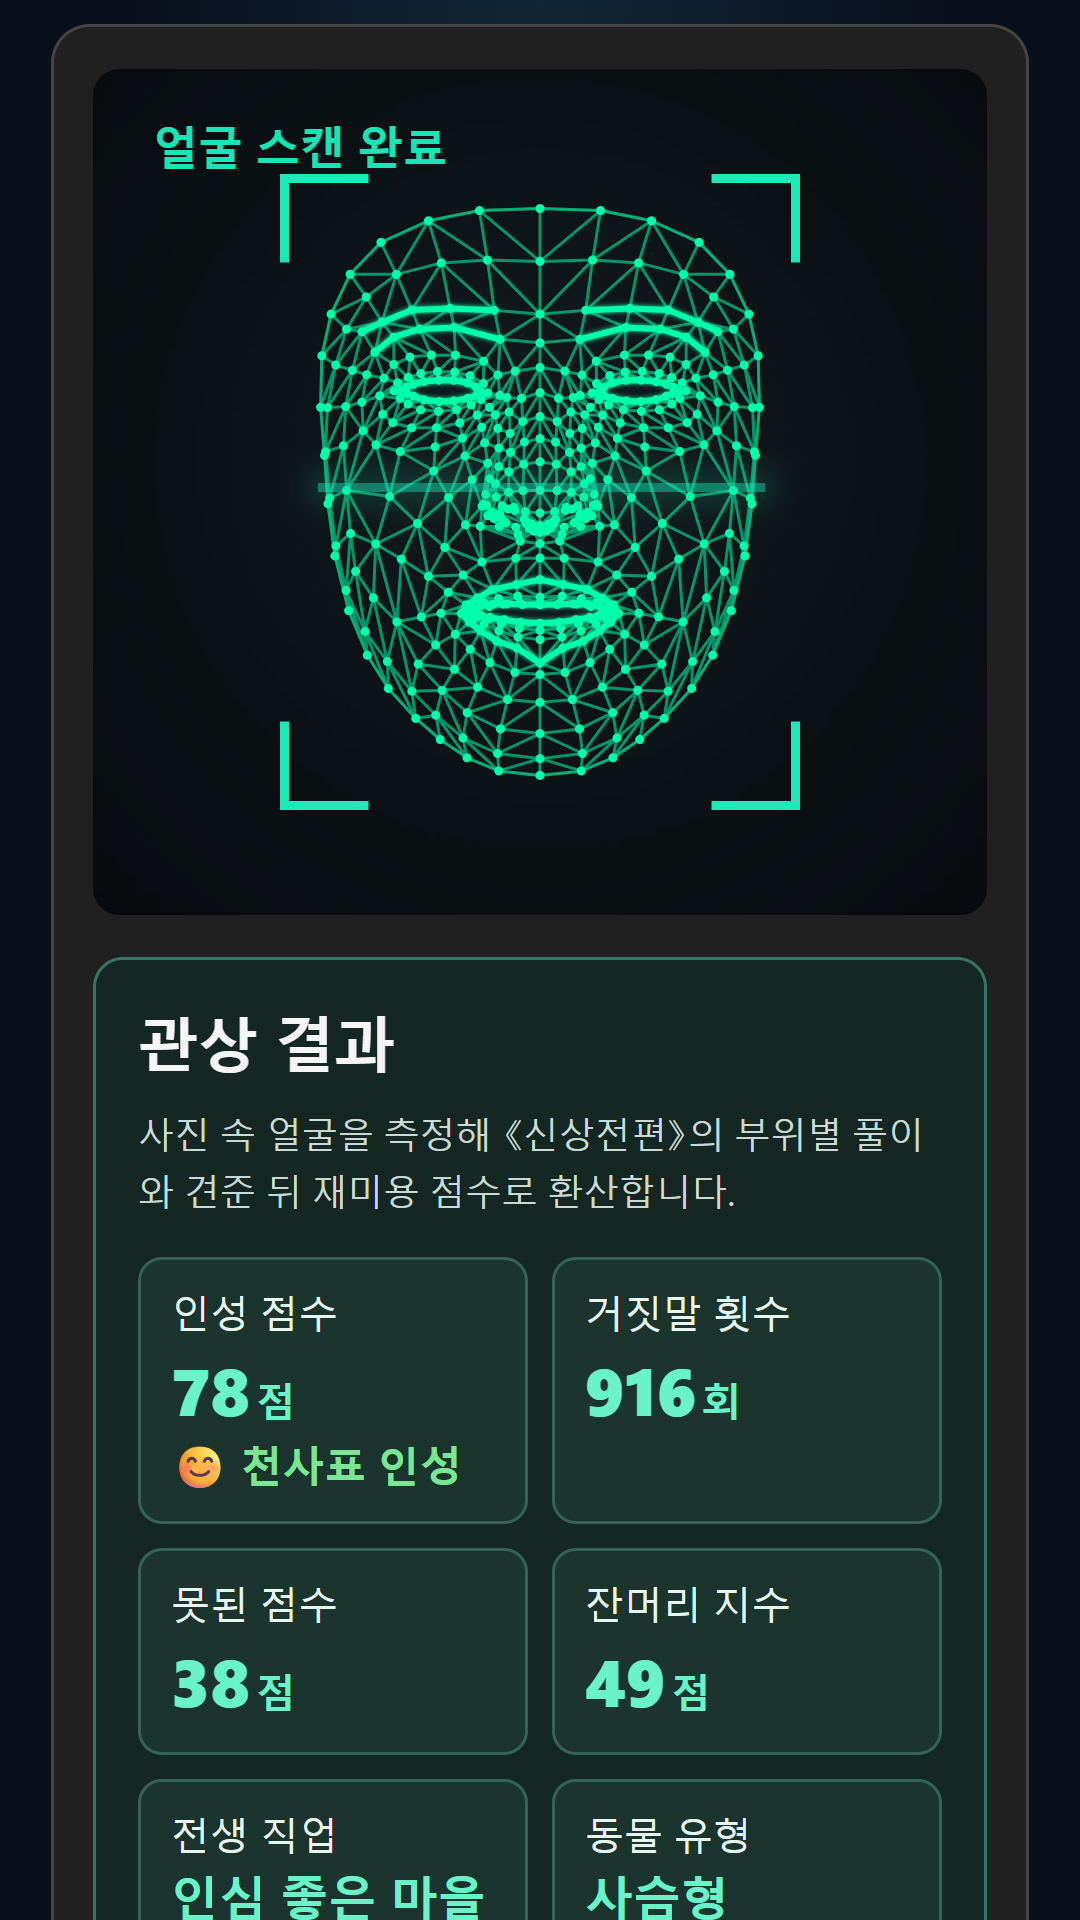 얼굴 스캔 완료
관상 결과
사진 속 얼굴을 측정해 《신상전편》의 부위별 풀이
와 견준 뒤 재미용 점수로 환산합니다.
인성 점수
78점
😊 천사표 인성
거짓말 횟수
916회
못된 점수
38점
잔머리 지수
49점
전생 직업
인심 좋은 마을
동물 유형
사슴형